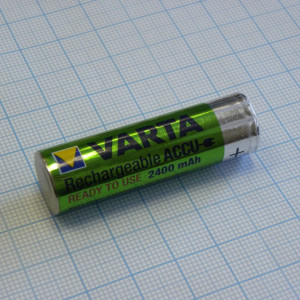 VARTA
Rechargeable ACCU
READY TO USE 2400 mAh
+